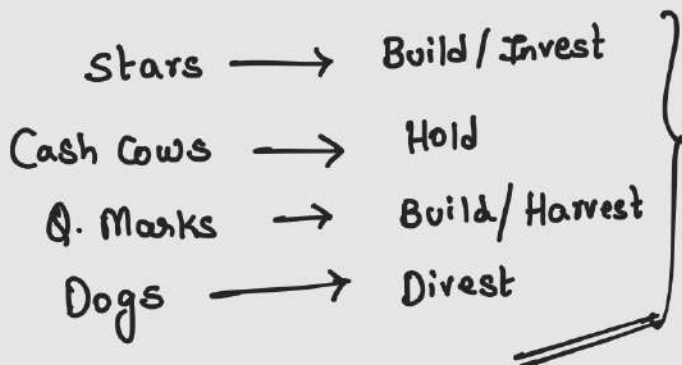 Stars → Build/Invest
Cash Cows → Hold
Q. Marks → Build/Harvest
Dogs → Divest